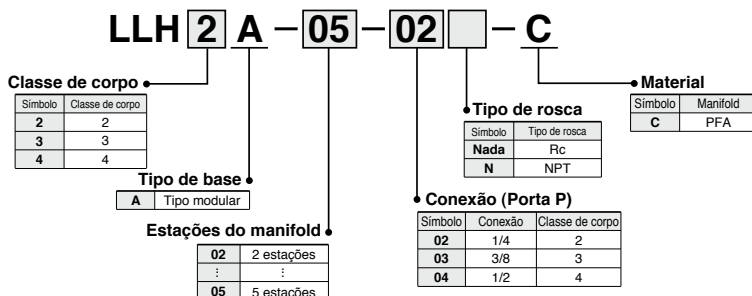 LLH 2 A – 05 – 02 – C
Classe de corpo
Símbolo Classe de corpo
2 2
3 3
4 4
Tipo de base
A Tipo modular
Estações do manifold
02 2 estações
⋮ ⋮
05 5 estações
Material
Símbolo Manifold
C PFA
Tipo de rosca
Símbolo Tipo de rosca
Nada Rc
N NPT
Conexão (Porta P)
Símbolo Conexão Classe de corpo
02 1/4 2
03 3/8 3
04 1/2 4